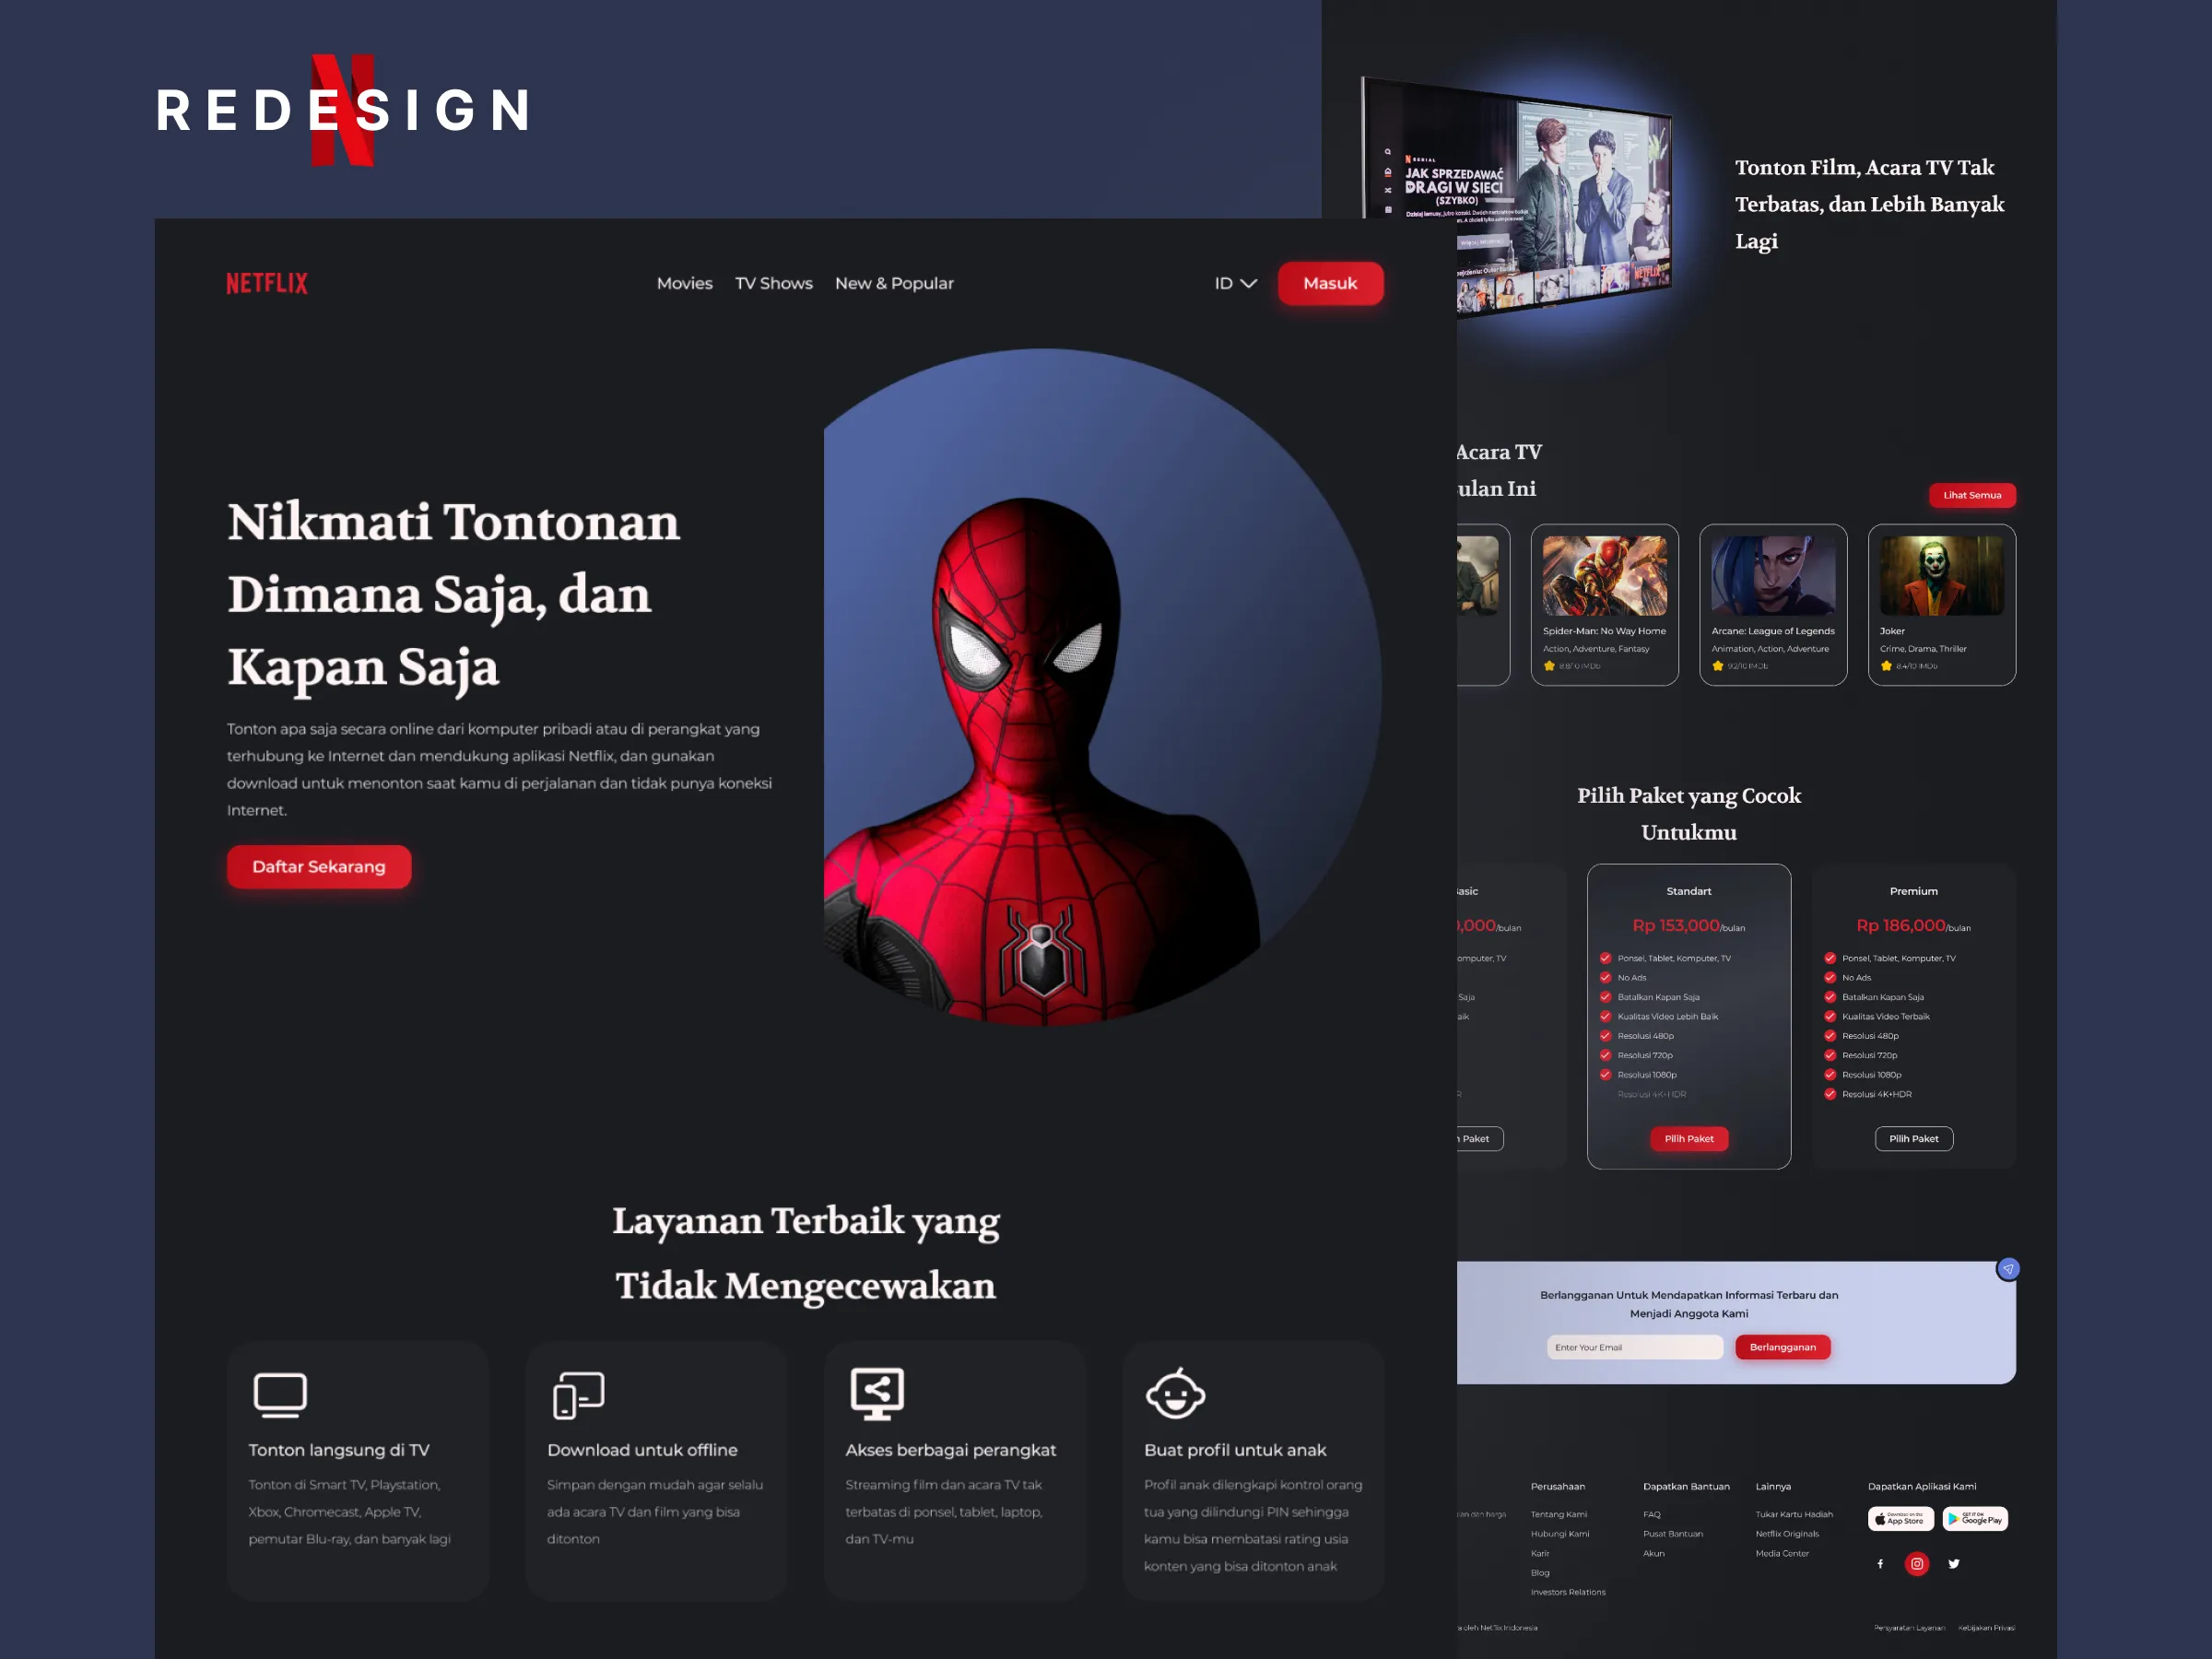 REDESIGN
NETFLIX
Movies TV Shows New & Popular
ID Masuk
Nikmati Tontonan
Dimana Saja, dan
Kapan Saja
Tonton apa saja secara online dari komputer pribadi atau di perangkat yang
terhubung ke Internet dan mendukung aplikasi Netflix, dan gunakan
download untuk menonton saat kamu di perjalanan dan tidak punya koneksi
Internet.
Daftar Sekarang
Layanan Terbaik yang
Tidak Mengecewakan
Tonton langsung di TV
Tonton di Smart TV, Playstation,
Xbox, Chromecast, Apple TV,
pemutar Blu-ray, dan banyak lagi
Download untuk offline
Simpan dengan mudah agar selalu
ada acara TV dan film yang bisa
ditonton
Akses berbagai perangkat
Streaming film dan acara TV tak
terbatas di ponsel, tablet, laptop,
dan TV-mu
Buat profil untuk anak
Profil anak dilengkapi kontrol orang
tua yang dilindungi PIN sehingga
kamu bisa membatasi rating usia
konten yang bisa ditonton anak
N SERIAL
JAK SPRZEDAWAĆ
DRAGI W SIECI
(SZYBKO)
NETFLIX
Tonton Film, Acara TV Tak
Terbatas, dan Lebih Banyak
Lagi
Acara TV
ulan Ini
Lihat Semua
Spider-Man: No Way Home
Action, Adventure, Fantasy
8.8/10 IMDb
Arcane: League of Legends
Animation, Action, Adventure
9.2/10 IMDb
Joker
Crime, Drama, Thriller
8.4/10 IMDb
Pilih Paket yang Cocok
Untukmu
asic
0,000/bulan
omputer, TV
Saja
aik
R
h Paket
Standart
Rp 153,000/bulan
Ponsel, Tablet, Komputer, TV
No Ads
Batalkan Kapan Saja
Kualitas Video Lebih Baik
Resolusi 480p
Resolusi 720p
Resolusi 1080p
Resolusi 4K+HDR
Pilih Paket
Premium
Rp 186,000/bulan
Ponsel, Tablet, Komputer, TV
No Ads
Batalkan Kapan Saja
Kualitas Video Terbaik
Resolusi 480p
Resolusi 720p
Resolusi 1080p
Resolusi 4K+HDR
Pilih Paket
Berlangganan Untuk Mendapatkan Informasi Terbaru dan
Menjadi Anggota Kami
Enter Your Email Berlangganan
dan harga
Perusahaan
Tentang Kami
Hubungi Kami
Karir
Blog
Investors Relations
Dapatkan Bantuan
FAQ
Pusat Bantuan
Akun
Lainnya
Tukar Kartu Hadiah
Netflix Originals
Media Center
Dapatkan Aplikasi Kami
Download on the
App Store
GET IT ON
Google Play
oleh Netflix Indonesia
Persyaratan Layanan Kebijakan Privasi